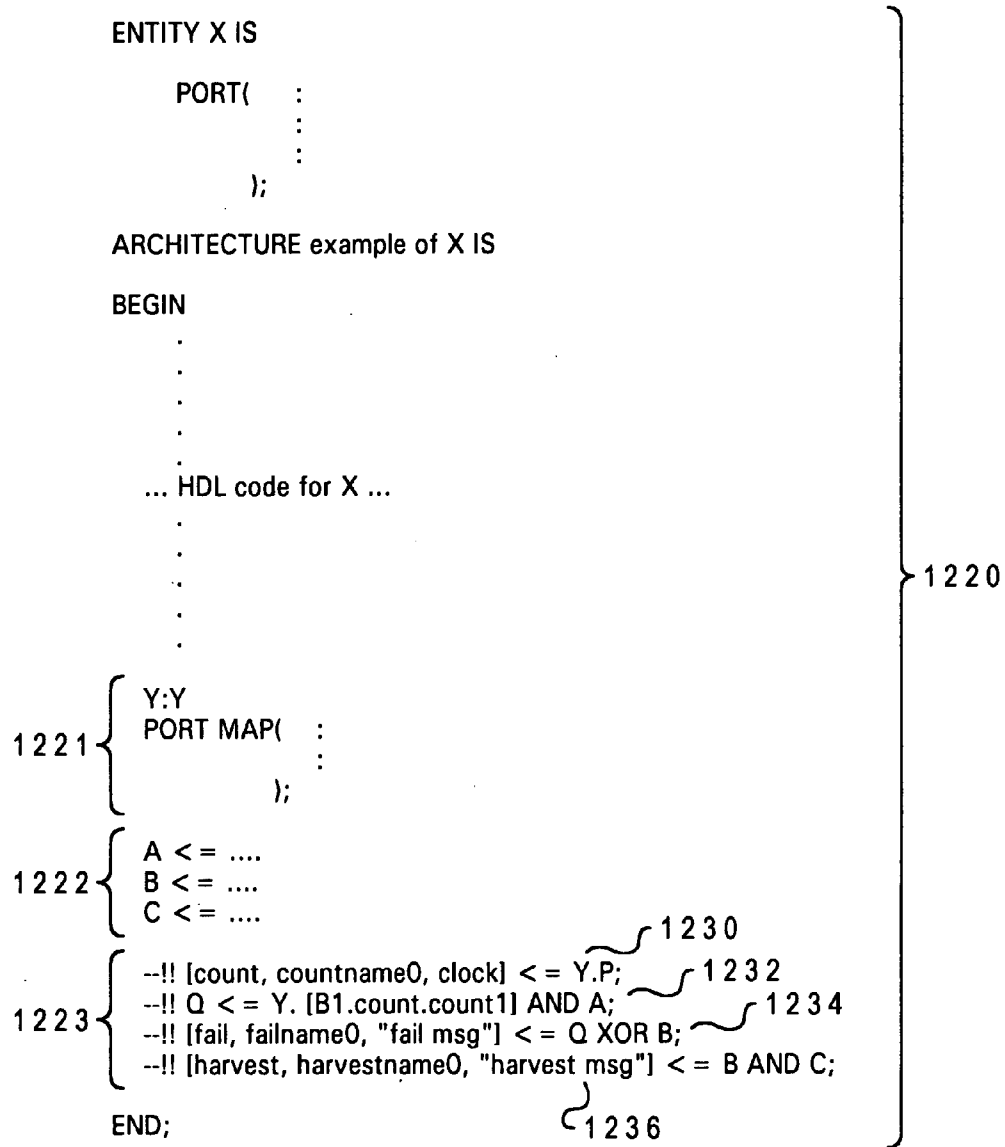 ENTITY X IS
PORT( :
:
:
);
ARCHITECTURE example of X IS
BEGIN
.
.
.
.
.
... HDL code for X ...
.
.
.
.
.
1220
Y:Y
PORT MAP( :
:
);
1221
A < = ....
B < = ....
C < = ....
1222
1230
--!! [count, countname0, clock] < = Y.P;
1232
--!! Q < = Y. [B1.count.count1] AND A;
1234
--!! [fail, failname0, "fail msg"] < = Q XOR B;
--!! [harvest, harvestname0, "harvest msg"] < = B AND C;
1223
END;
1236